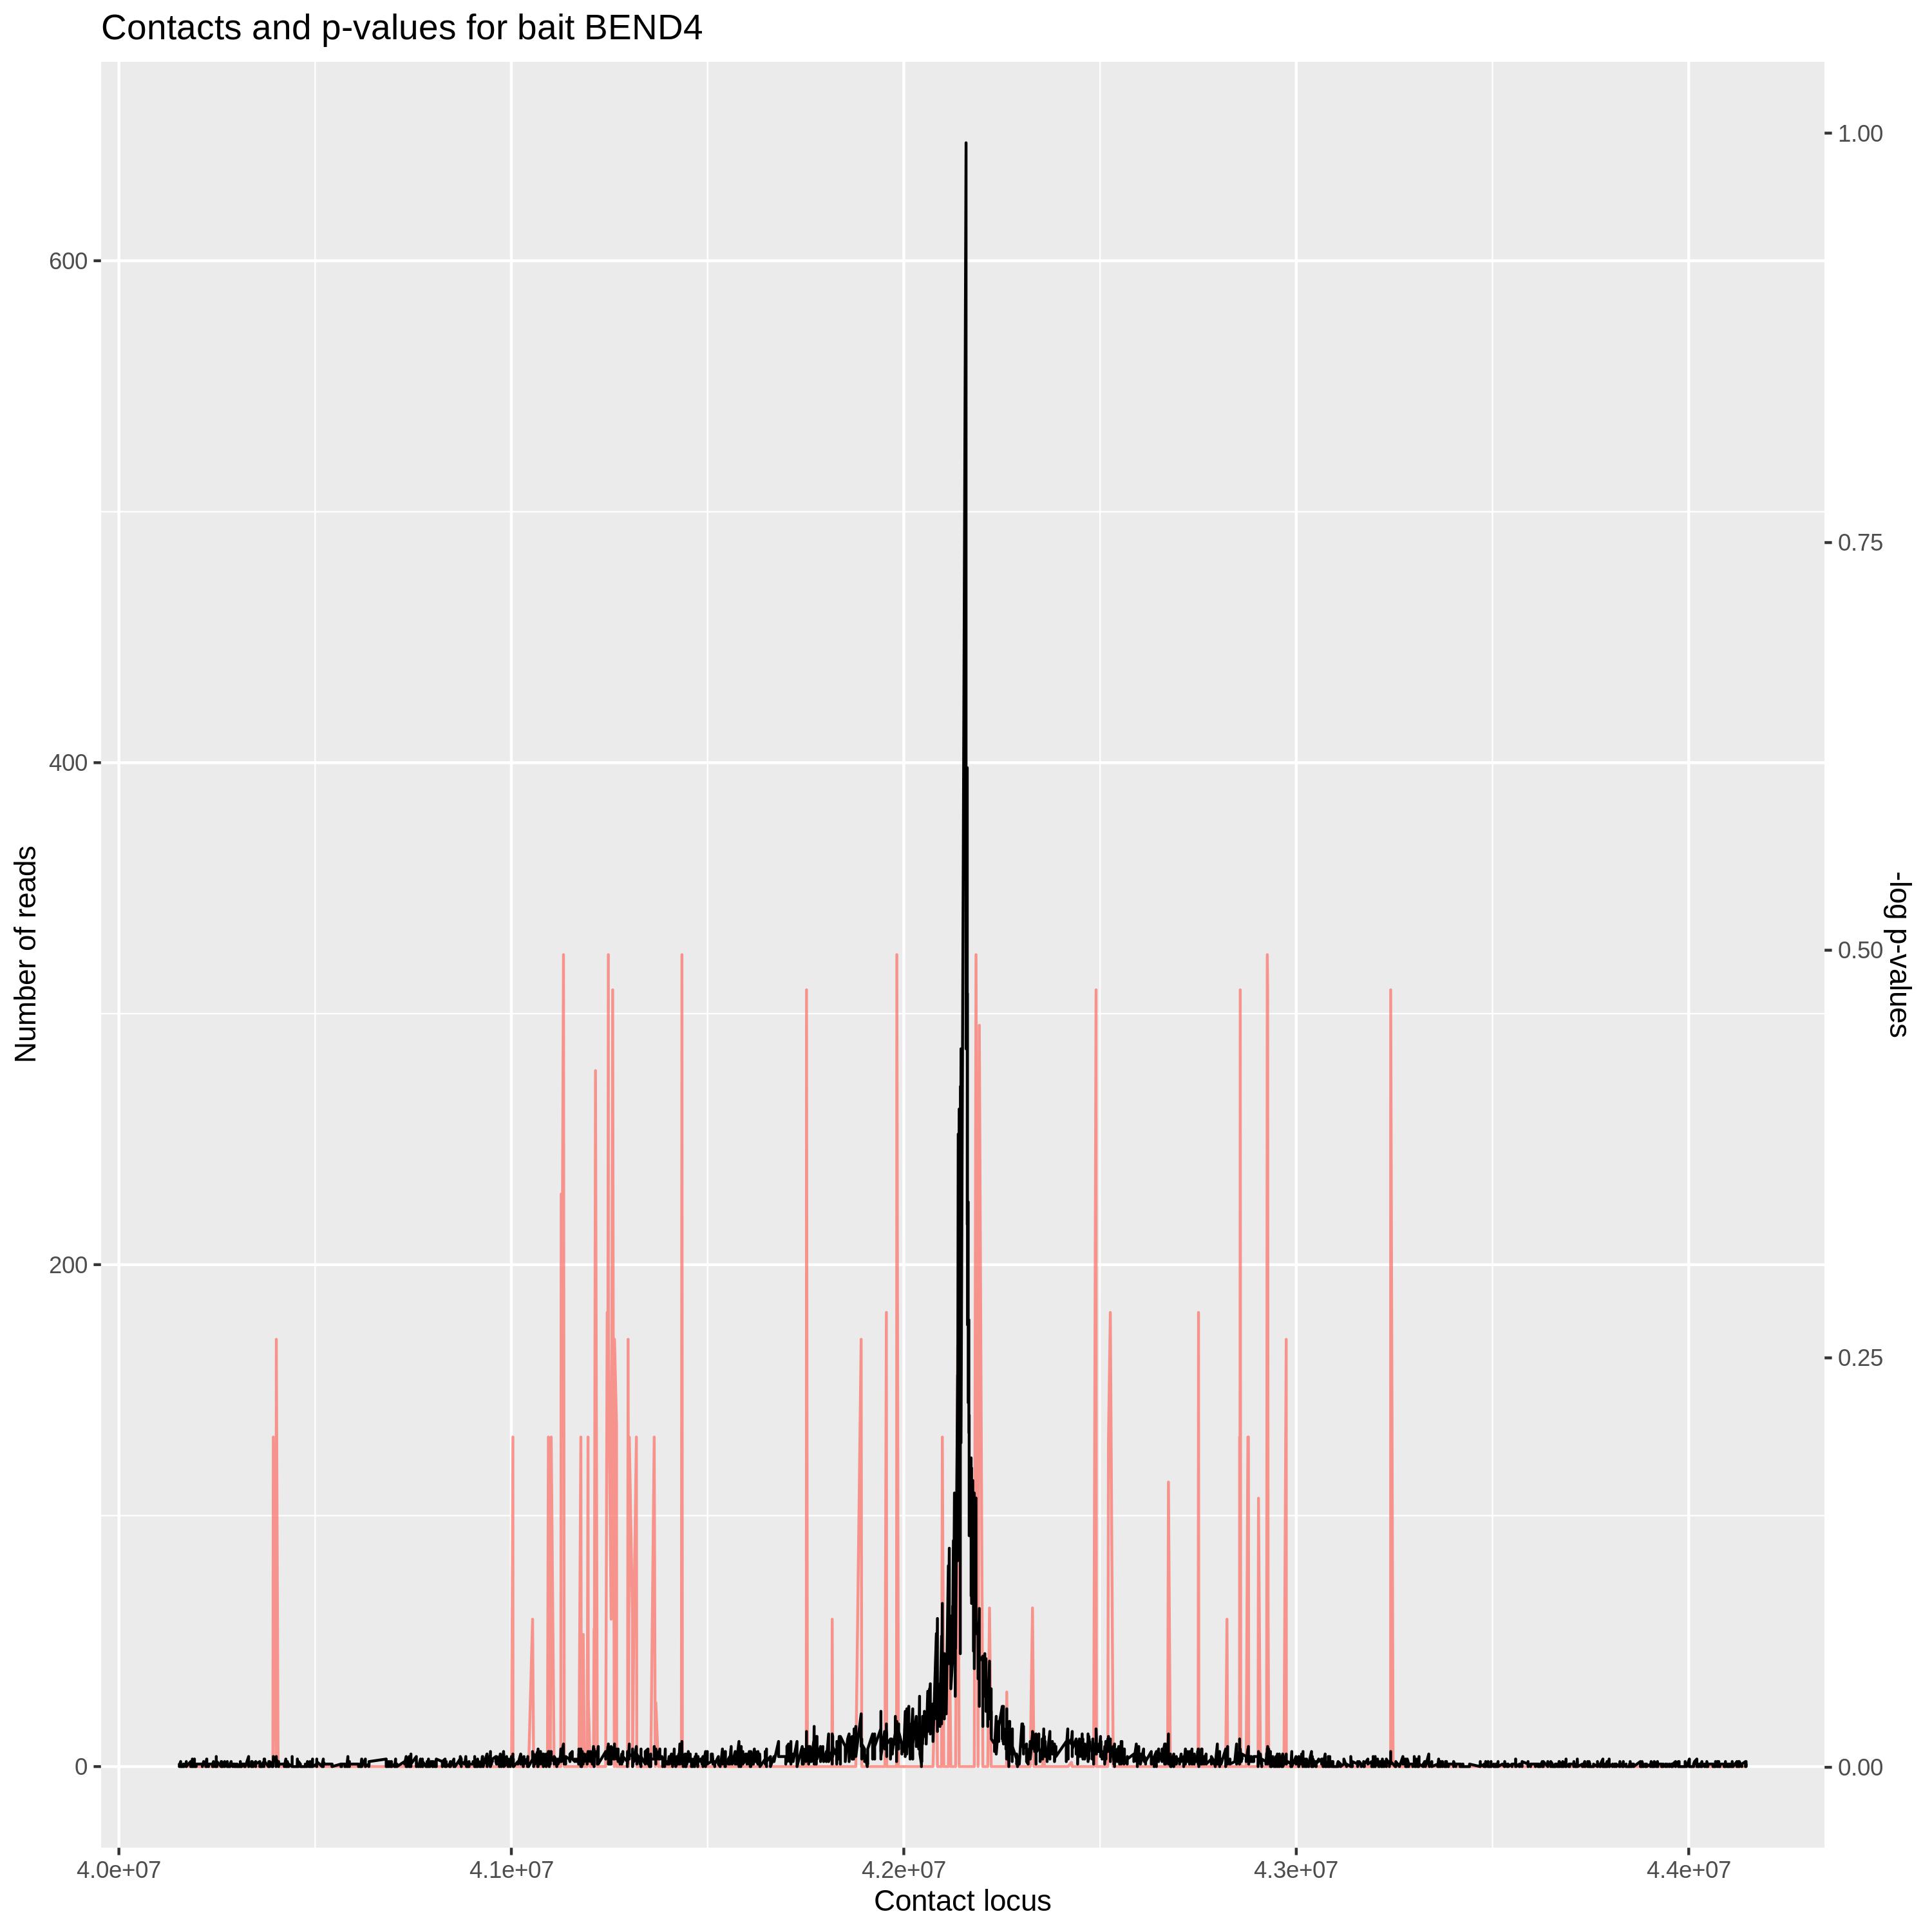 Contacts and p-values for bait BEND4
Number of reads
600
400
200
0
1.00
0.75
0.50
0.25
0.00
-log p-values
4.0e+07
4.1e+07
4.2e+07
4.3e+07
4.4e+07
Contact locus